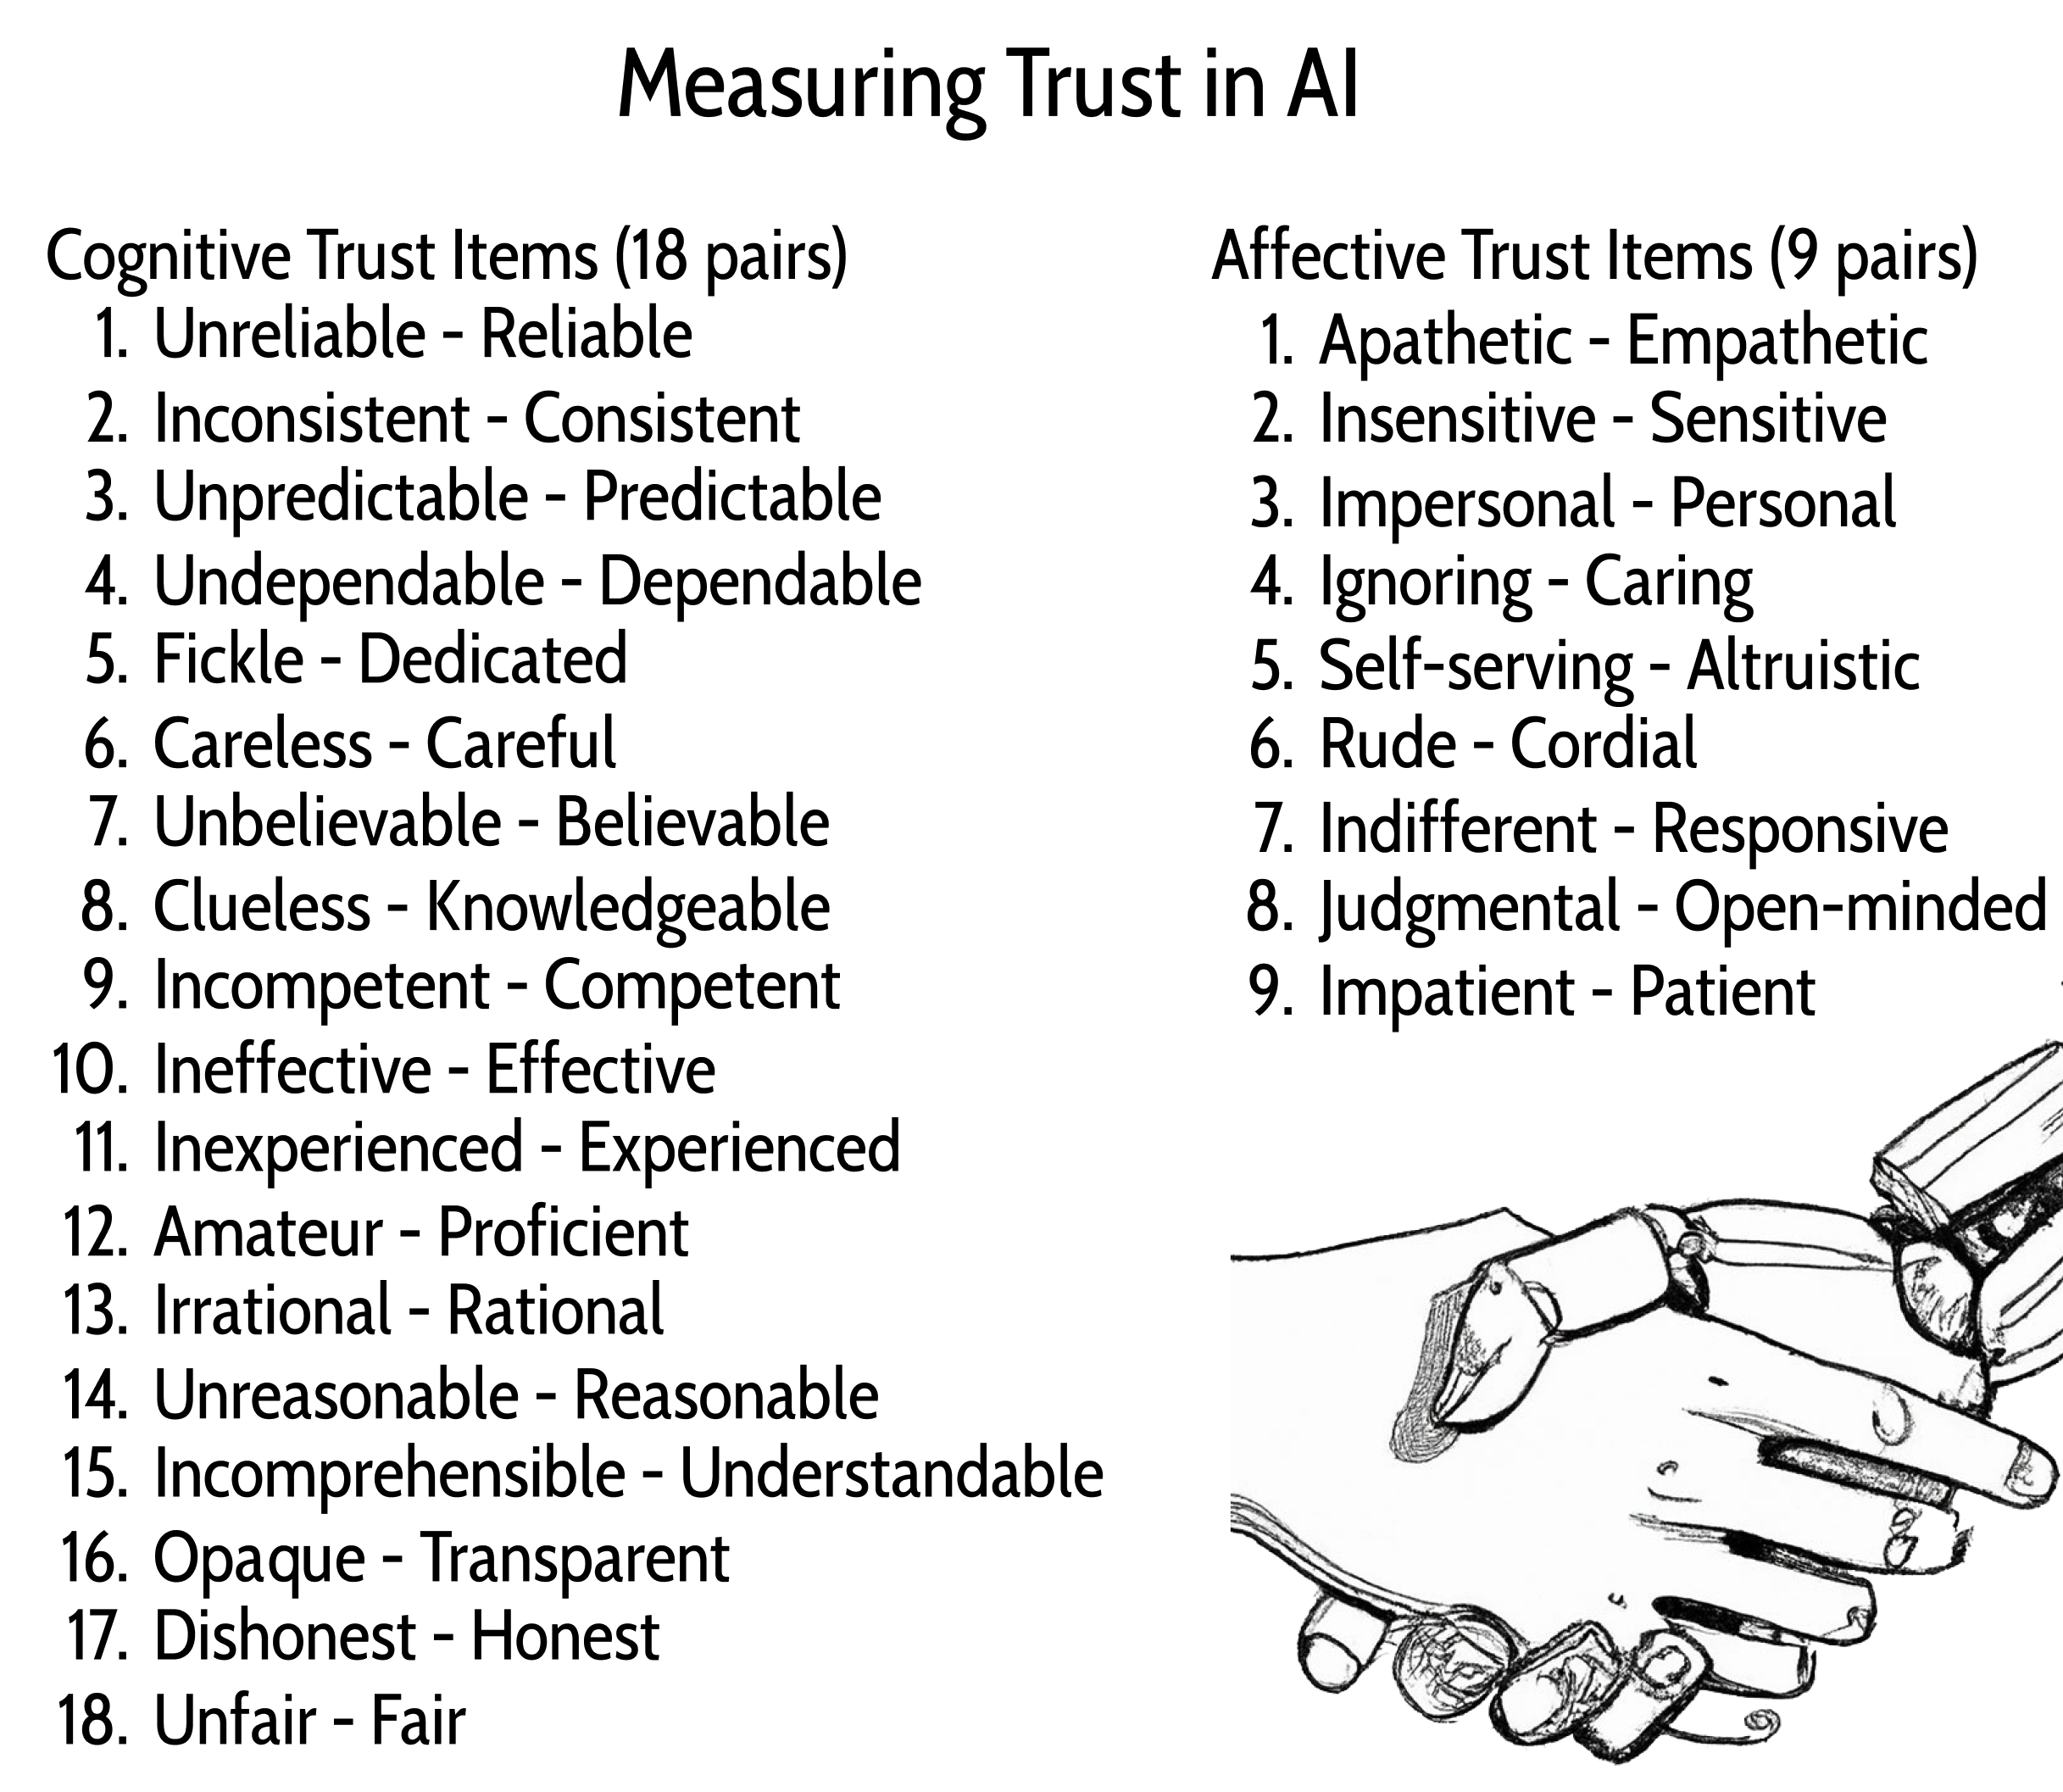 Measuring Trust in AI
Cognitive Trust Items (18 pairs)
1. Unreliable - Reliable
2. Inconsistent - Consistent
3. Unpredictable - Predictable
4. Undependable - Dependable
5. Fickle - Dedicated
6. Careless - Careful
7. Unbelievable - Believable
8. Clueless - Knowledgeable
9. Incompetent - Competent
10. Ineffective - Effective
11. Inexperienced - Experienced
12. Amateur - Proficient
13. Irrational - Rational
14. Unreasonable - Reasonable
15. Incomprehensible - Understandable
16. Opaque - Transparent
17. Dishonest - Honest
18. Unfair - Fair
Affective Trust Items (9 pairs)
1. Apathetic - Empathetic
2. Insensitive - Sensitive
3. Impersonal - Personal
4. Ignoring - Caring
5. Self-serving - Altruistic
6. Rude - Cordial
7. Indifferent - Responsive
8. Judgmental - Open-minded
9. Impatient - Patient